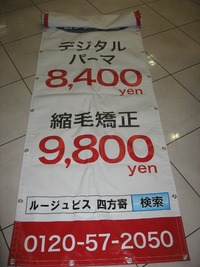 デジタル
パーマ
8,400
yen
縮毛矯正
9,800
yen
ルージュビス 四方寄 検索
0120-57-2050